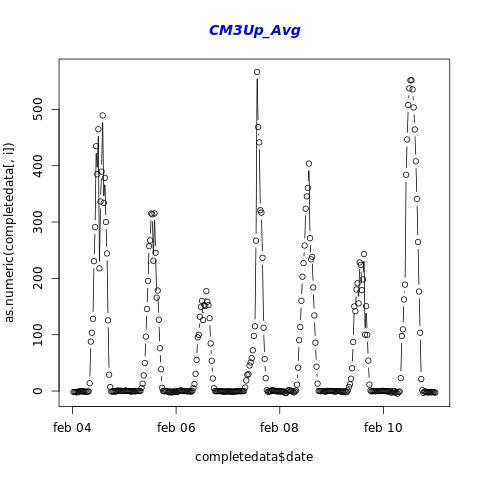 CM3Up_Avg
as.numeric(completedata[, i])
500
400
300
200
100
0
feb 04
feb 06
feb 08
feb 10
completedata$date